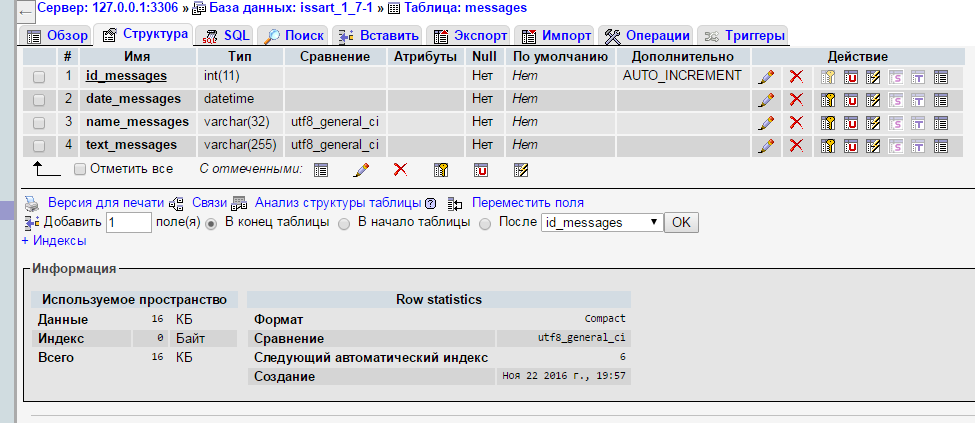 Сервер: 127.0.0.1:3306 » База данных: issart_1_7-1 » Таблица: messages
Обзор Структура SQL Поиск Вставить Экспорт Импорт Операции Триггеры
# Имя Тип Сравнение Атрибуты Null По умолчанию Дополнительно Действие
1 id_messages int(11) Нет Нет AUTO_INCREMENT
2 date_messages datetime Нет Нет
3 name_messages varchar(32) utf8_general_ci Нет Нет
4 text_messages varchar(255) utf8_general_ci Нет Нет
Отметить все С отмеченными:
Версия для печати Связи Анализ структуры таблицы Переместить поля
Добавить 1 поле(я) В конец таблицы В начало таблицы После id_messages OK
+ Индексы
Информация
Используемое пространство
Данные 16 КБ
Индекс 0 Байт
Всего 16 КБ
Row statistics
Формат Compact
Сравнение utf8_general_ci
Следующий автоматический индекс 6
Создание Ноя 22 2016 г., 19:57